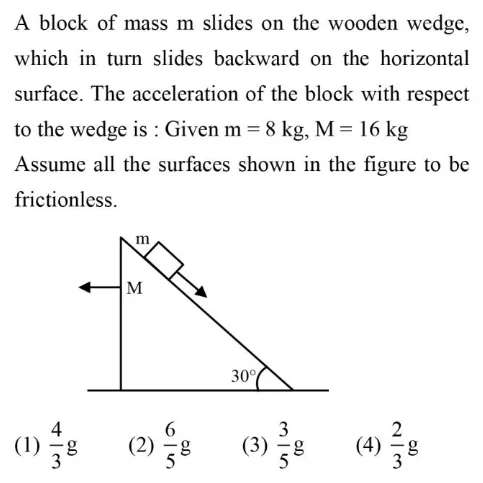 A block of mass m slides on the wooden wedge,
which in turn slides backward on the horizontal
surface. The acceleration of the block with respect
to the wedge is : Given m = 8 kg, M = 16 kg
Assume all the surfaces shown in the figure to be
frictionless.
m
M
30°
(1) 4/3 g (2) 6/5 g (3) 3/5 g (4) 2/3 g